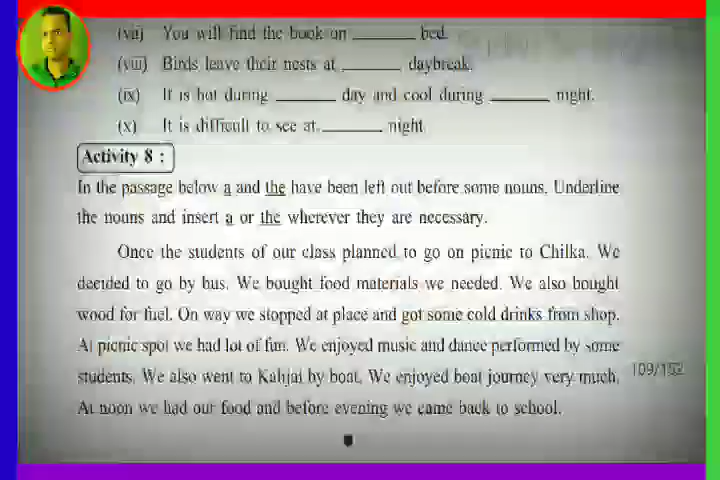 (vii) You will find the book on ______ bed.
(viii) Birds leave their nests at ______ daybreak.
(ix) It is hot during ______ day and cool during ______ night.
(x) It is difficult to see at ______ night.
Activity 8 :
In the passage below a and the have been left out before some nouns. Underline
the nouns and insert a or the wherever they are necessary.
Once the students of our class planned to go on picnic to Chilka. We
decided to go by bus. We bought food materials we needed. We also bought
wood for fuel. On way we stopped at place and got some cold drinks from shop.
At picnic spot we had lot of fun. We enjoyed music and dance performed by some
students. We also went to Kalijai by boat. We enjoyed boat journey very much.
109/152
At noon we had our food and before evening we came back to school.